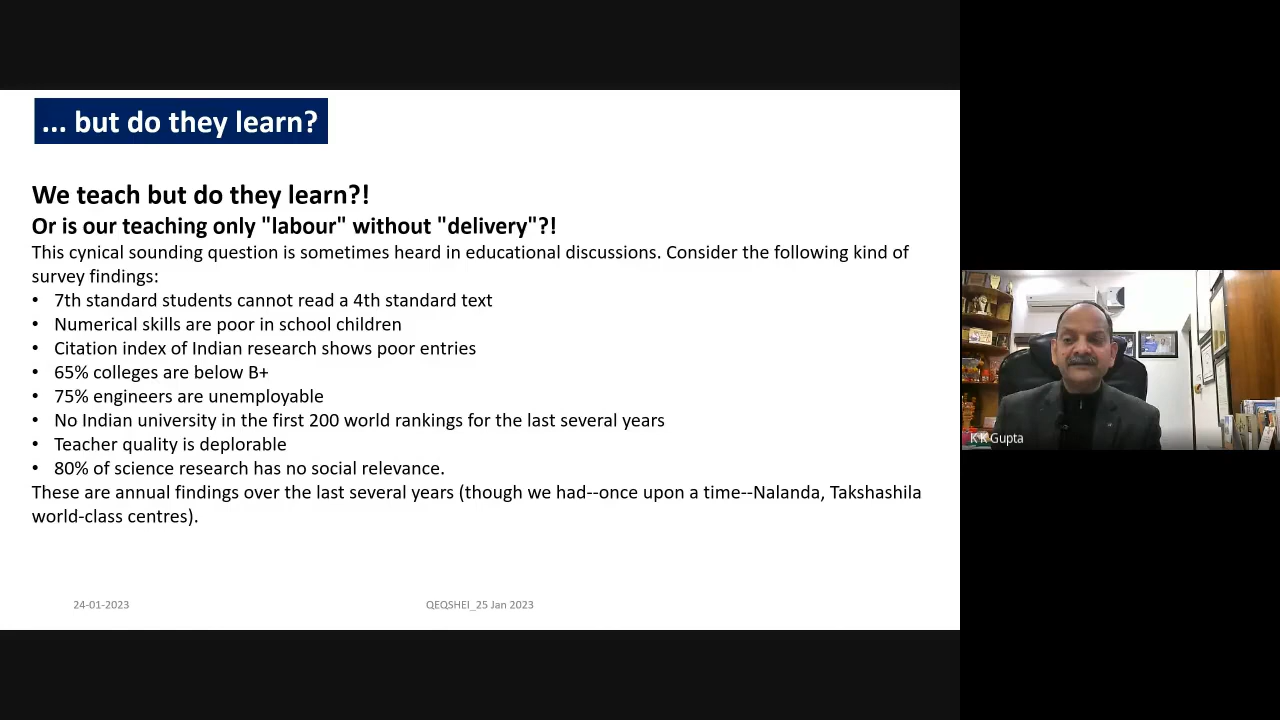 ... but do they learn?
We teach but do they learn?!
Or is our teaching only "labour" without "delivery"?!
This cynical sounding question is sometimes heard in educational discussions. Consider the following kind of
survey findings:
• 7th standard students cannot read a 4th standard text
• Numerical skills are poor in school children
• Citation index of Indian research shows poor entries
• 65% colleges are below B+
• 75% engineers are unemployable
• No Indian university in the first 200 world rankings for the last several years
• Teacher quality is deplorable
• 80% of science research has no social relevance.
These are annual findings over the last several years (though we had--once upon a time--Nalanda, Takshashila
world-class centres).
24-01-2023
QEQSHEI_25 Jan 2023
K K Gupta